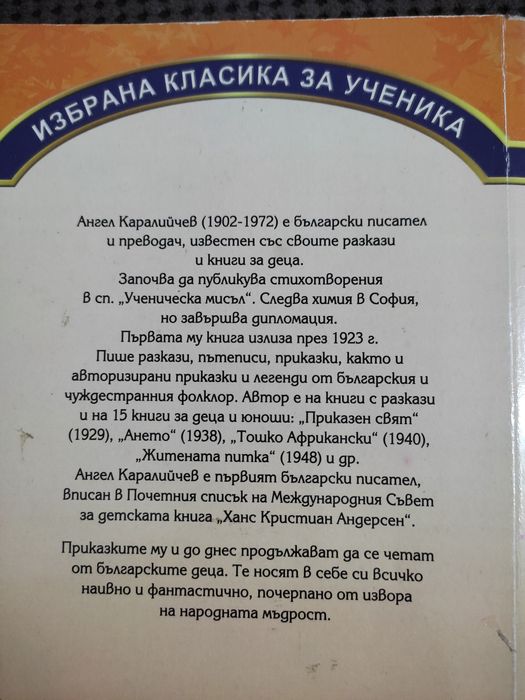 ИЗБРАНА КЛАСИКА ЗА УЧЕНИКА
Ангел Каралийчев (1902-1972) е български писател
и преводач, известен със своите разкази
и книги за деца.
Започва да публикува стихотворения
в сп. „Ученическа мисъл“. Следва химия в София,
но завършва дипломация.
Първата му книга излиза през 1923 г.
Пише разкази, пътеписи, приказки, както и
авторизирани приказки и легенди от българския и
чуждестранния фолклор. Автор е на книги с разкази
и на 15 книги за деца и юноши: „Приказен свят“
(1929), „Ането“ (1938), „Тошко Африкански“ (1940),
„Житената питка“ (1948) и др.
Ангел Каралийчев е първият български писател,
вписан в Почетния списък на Международния Съвет
за детската книга „Ханс Кристиан Андерсен“.
Приказките му и до днес продължават да се четат
от българските деца. Те носят в себе си всичко
наивно и фантастично, почерпано от извора
на народната мъдрост.